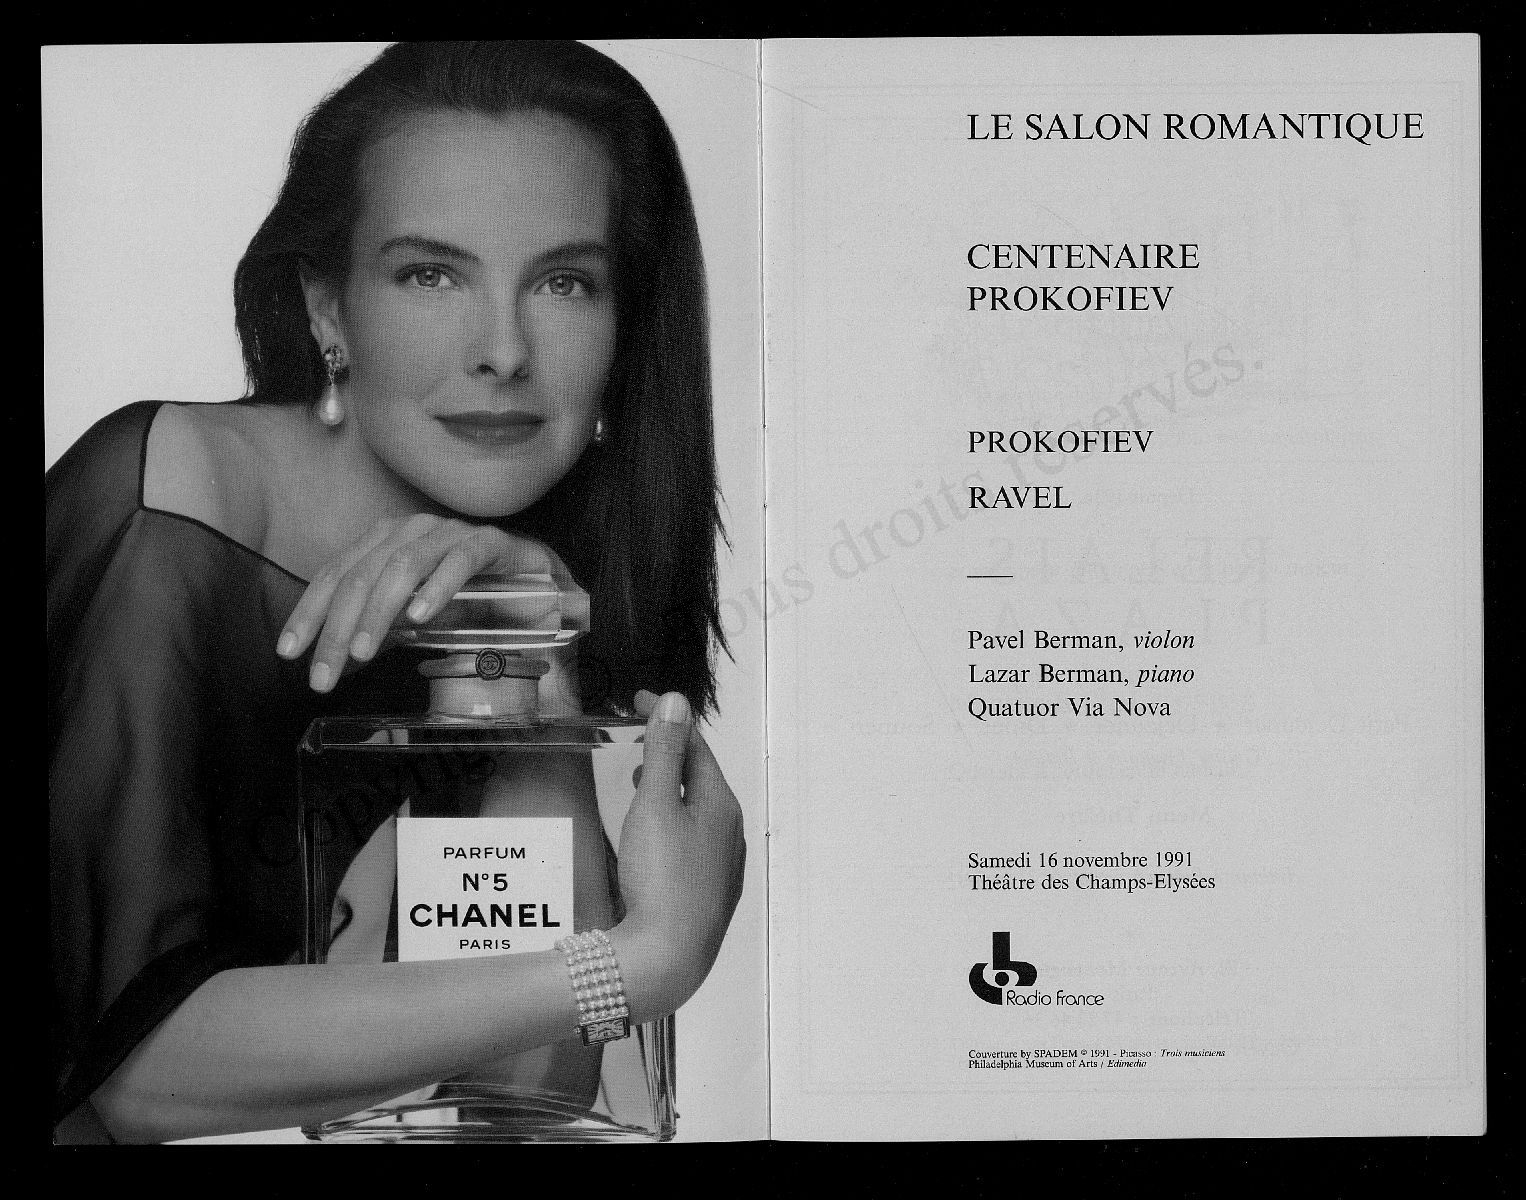 PARFUM
N°5
CHANEL
PARIS
LE SALON ROMANTIQUE
CENTENAIRE
PROKOFIEV
PROKOFIEV
RAVEL
Pavel Berman, violon
Lazar Berman, piano
Quatuor Via Nova
Samedi 16 novembre 1991
Théâtre des Champs-Elysées
Radio france
Couverture by SPADEM © 1991 - Picasso : Trois musiciens
Philadelphia Museum of Arts / Edimedia
droits réservés.